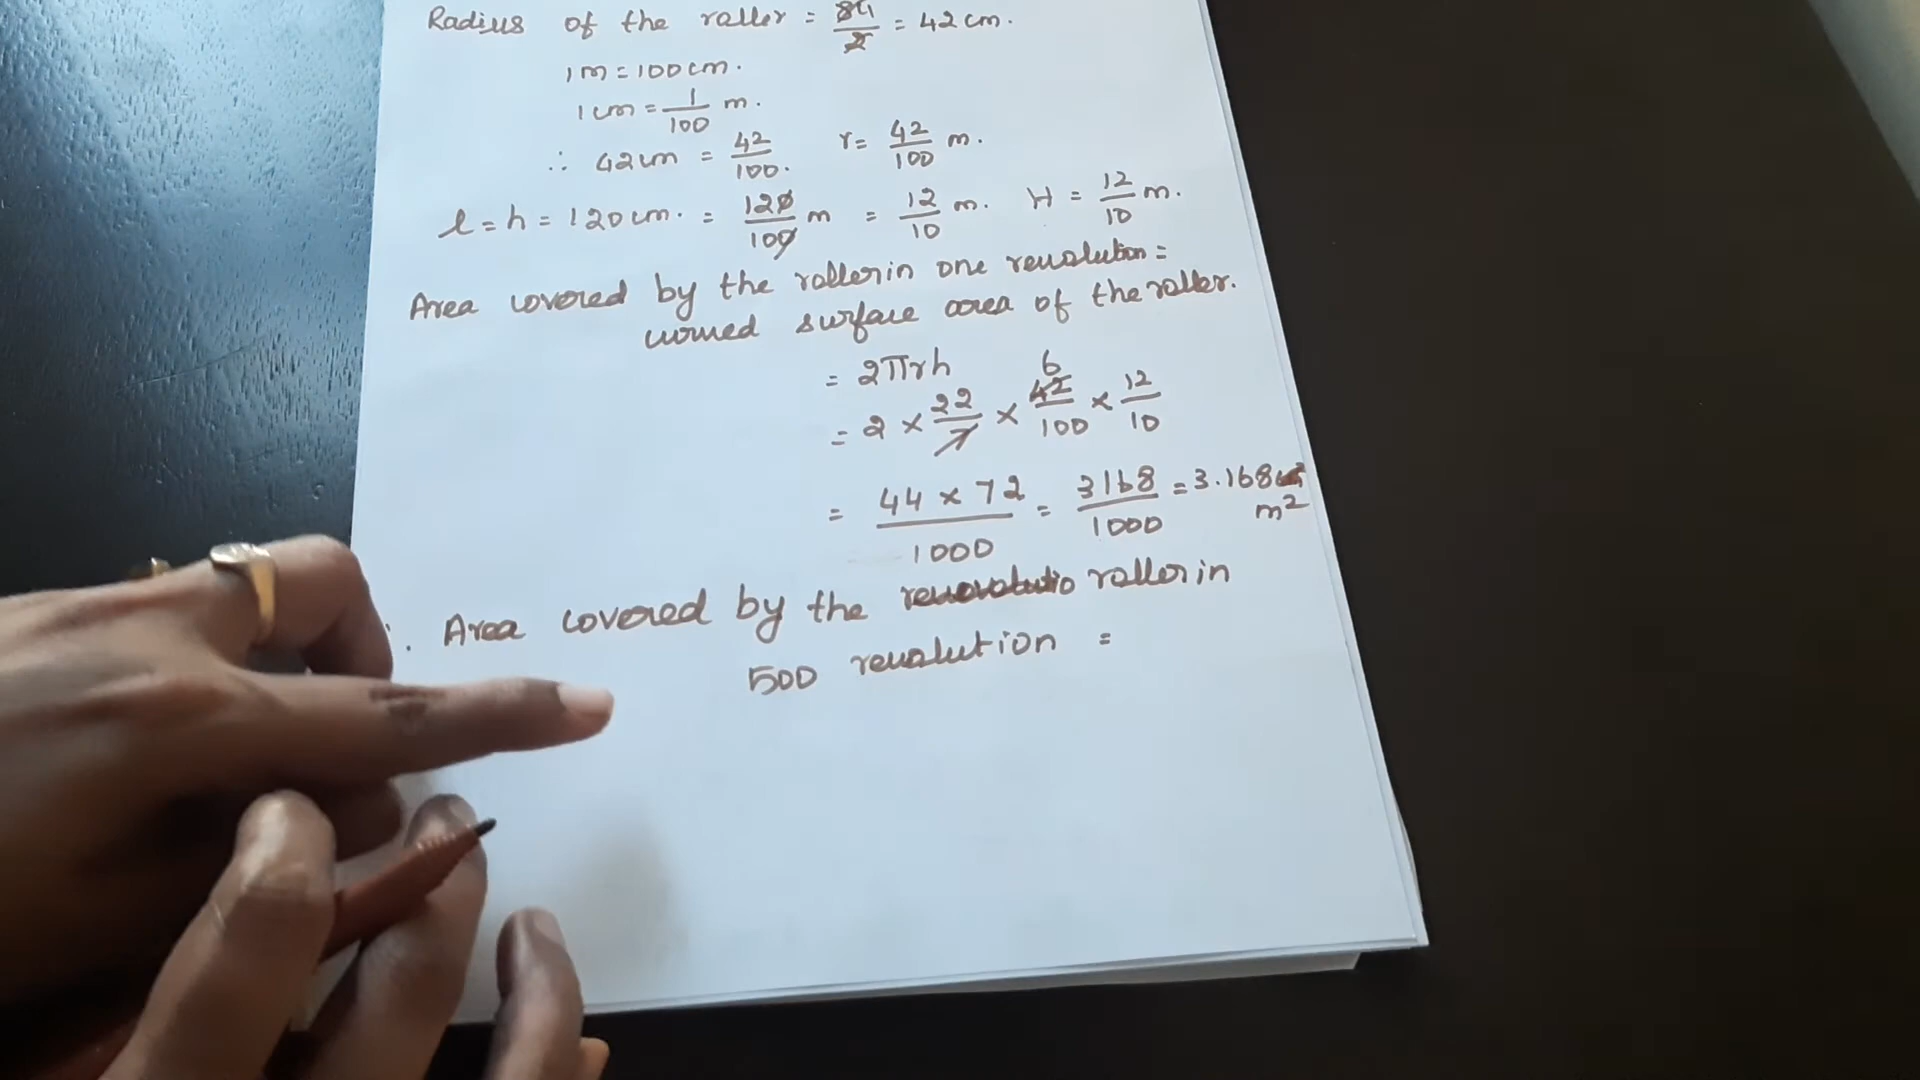 Radius of the roller = 84/2 = 42 cm.
1 m = 100 cm.
1 cm = 1/100 m.
∴ 42 cm = 42/100. r = 42/100 m.
l = h = 120 cm. = 120/100 m = 12/10 m. H = 12/10 m.
Area covered by the roller in one revolution =
curved surface area of the roller.
= 2πrh
6
= 2 × 22/7 × 42/100 × 12/10
= 44 × 72/1000 = 3168/1000 = 3.168
m²
. Area covered by the roller in
500 revolution =